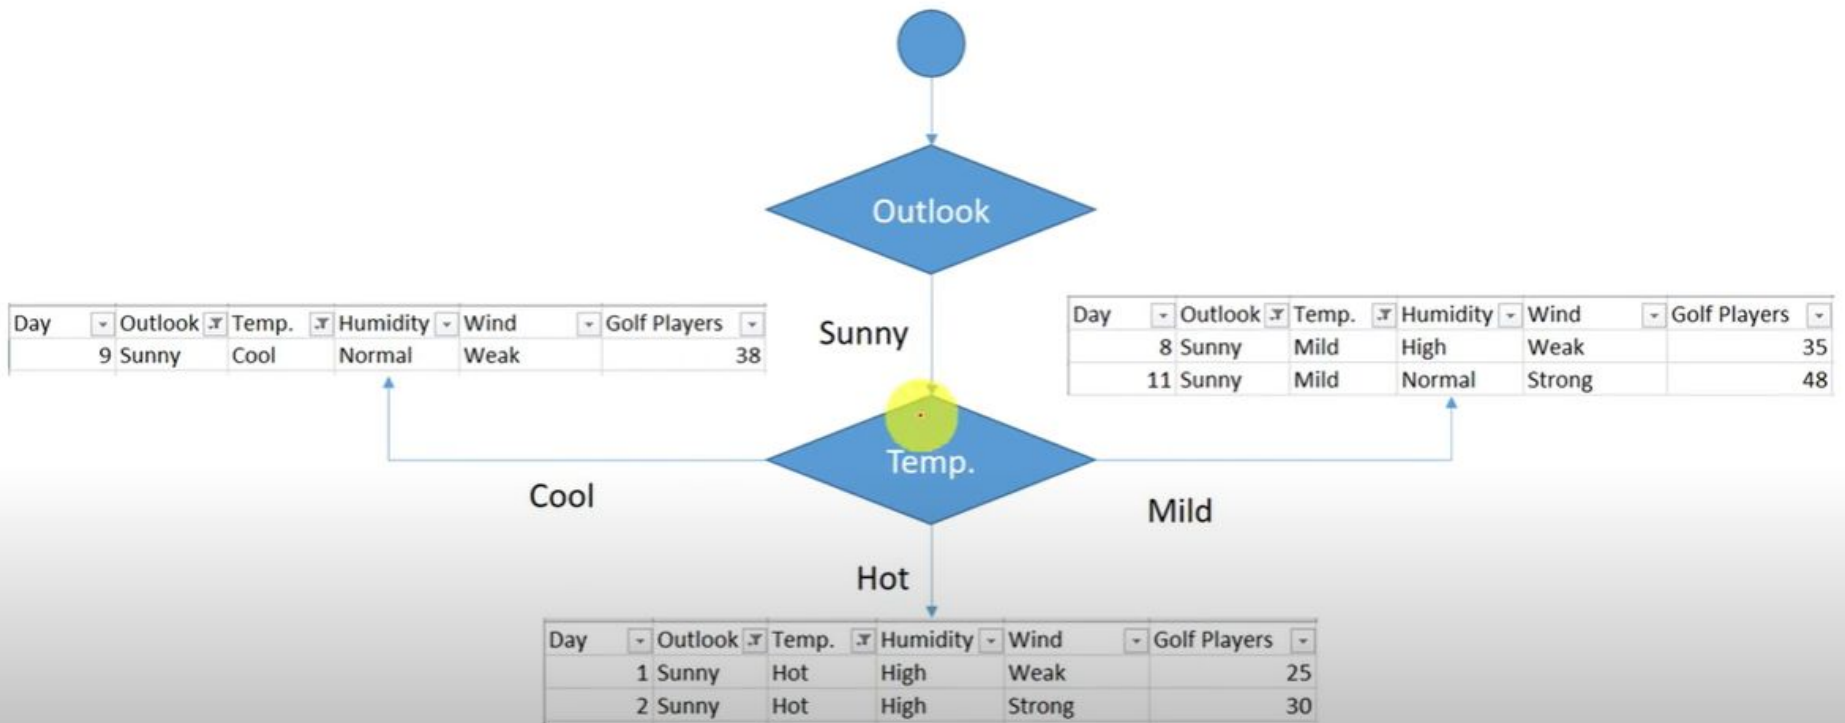 Outlook
Sunny
Day Outlook Temp. Humidity Wind Golf Players
9 Sunny Cool Normal Weak 38
Day Outlook Temp. Humidity Wind Golf Players
8 Sunny Mild High Weak 35
11 Sunny Mild Normal Strong 48
Temp.
Cool
Mild
Hot
Day Outlook Temp. Humidity Wind Golf Players
1 Sunny Hot High Weak 25
2 Sunny Hot High Strong 30